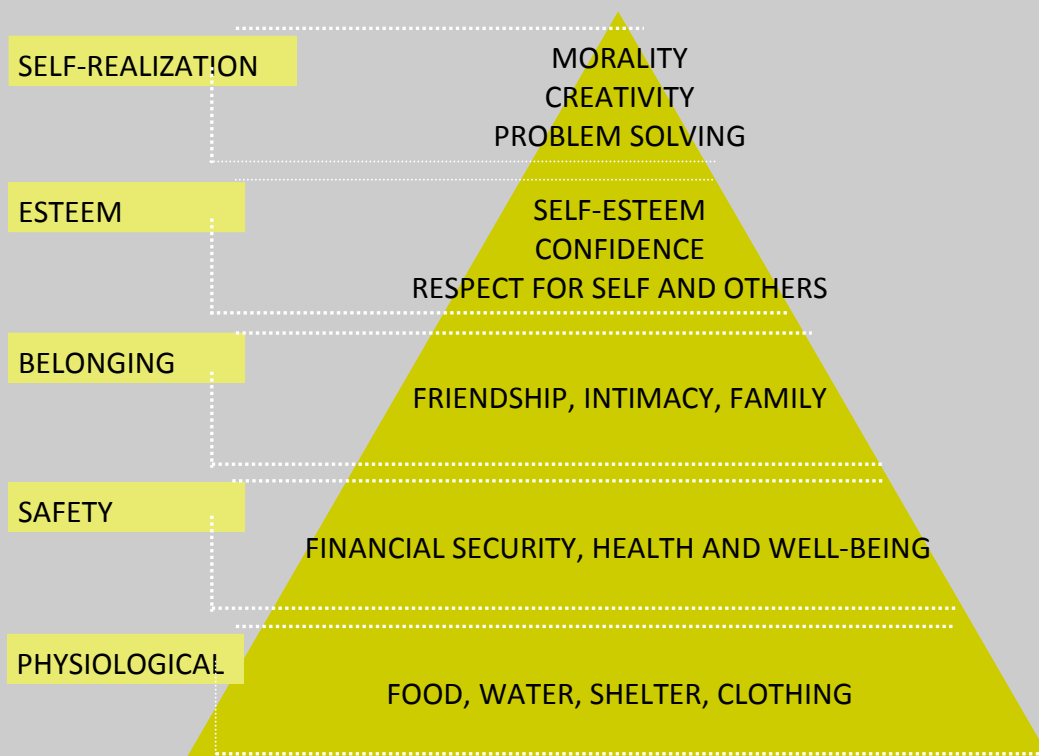 SELF-REALIZATION
MORALITY
CREATIVITY
PROBLEM SOLVING
ESTEEM
SELF-ESTEEM
CONFIDENCE
RESPECT FOR SELF AND OTHERS
BELONGING
FRIENDSHIP, INTIMACY, FAMILY
SAFETY
FINANCIAL SECURITY, HEALTH AND WELL-BEING
PHYSIOLOGICAL
FOOD, WATER, SHELTER, CLOTHING